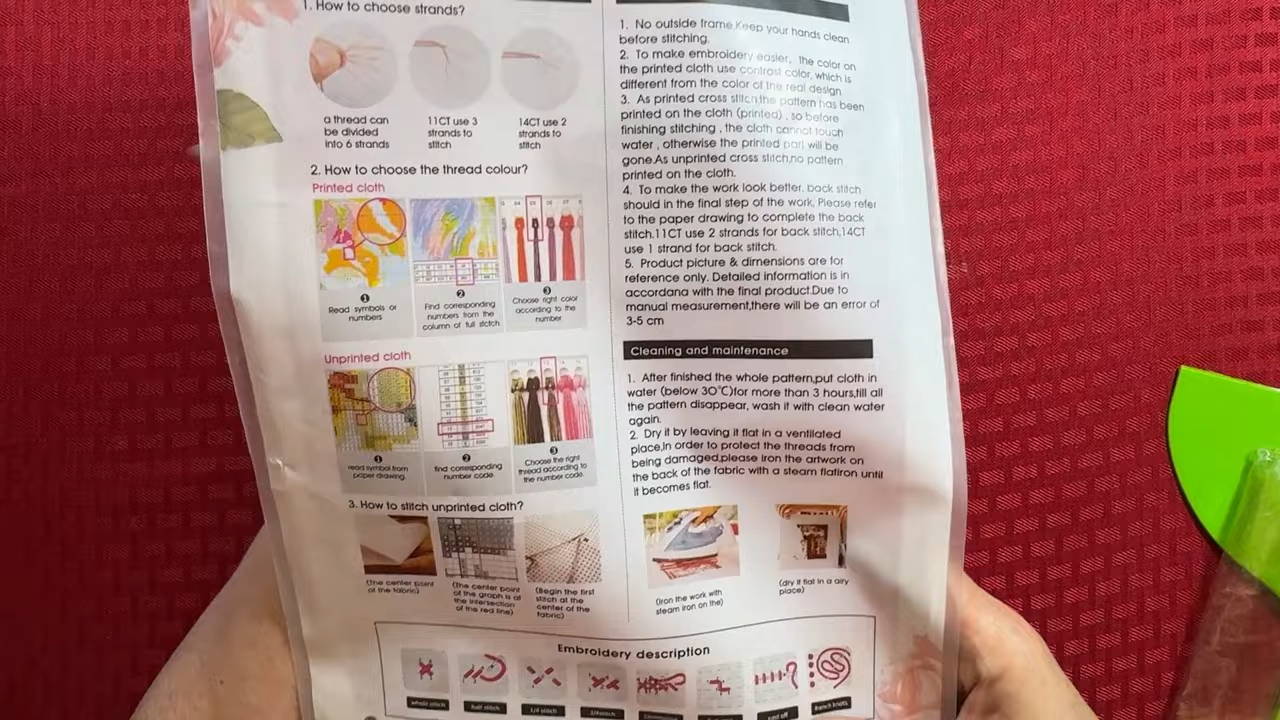 1. How to choose strands?
a thread can
be divided
into 6 strands
11CT use 3
strands to
stitch
14CT use 2
strands to
stitch
2. How to choose the thread colour?
Printed cloth
1
Read symbols or
numbers
2
Find corresponding
numbers from the
column of full stctch
3
Choose right color
according to the
number
Unprinted cloth
1
read symbol from
paper drawing.
2
find corresponding
number code.
3
Choose the right
thread according to
the number code.
3. How to stitch unprinted cloth?
(The center point
of the fabric)
(The center point
of the graph is at
the intersection
of the red line)
(Begin the first
stitch at the
center of the
fabric)
1. No outside frame.Keep your hands clean
before stitching.
2. To make embroidery easier, the color on
the printed cloth use contrast color, which is
different from the color of the real design.
3. As printed cross stitch,the pattern has been
printed on the cloth (printed) , so before
finishing stitching , the cloth cannot touch
water , otherwise the printed part will be
gone.As unprinted cross stitch,no pattern
printed on the cloth.
4. To make the work look better, back stitch
should in the final step of the work, Please refer
to the paper drawing to complete the back
stitch.11CT use 2 strands for back stitch,14CT
use 1 strand for back stitch.
5. Product picture & dimensions are for
reference only. Detailed information is in
accordana with the final product.Due to
manual measurement,there will be an error of
3-5 cm
Cleaning and maintenance
1. After finished the whole pattern,put cloth in
water (below 30℃)for more than 3 hours,till all
the pattern disappear, wash it with clean water
again.
2. Dry it by leaving it flat in a ventilated
place,in order to protect the threads from
being damaged,please iron the artwork on
the back of the fabric with a steam flatiron until
it becomes flat.
(iron the work with
steam iron on the)
(dry it flat in a airy
place)
Embroidery description
whole stitch
half stitch
1/4 stitch
3/4stitch
french knots